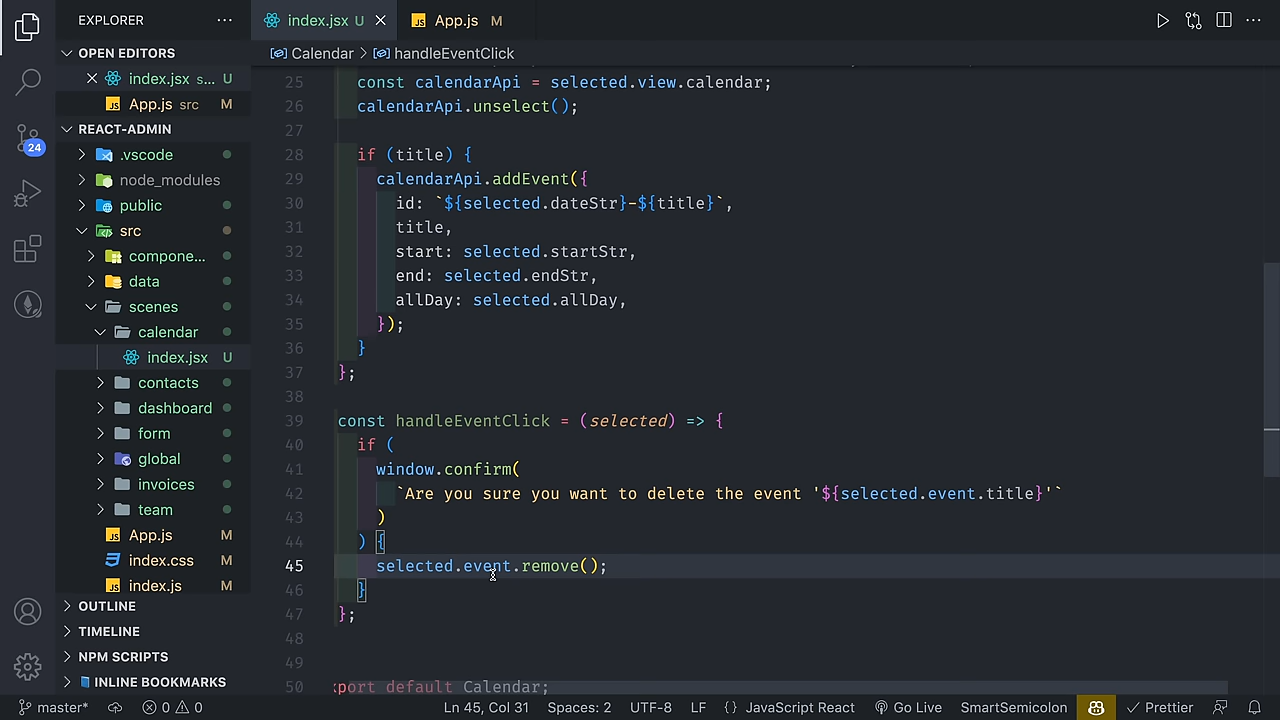 EXPLORER
index.jsx U
App.js M
OPEN EDITORS
index.jsx s... U
App.js src M
REACT-ADMIN
.vscode
node_modules
public
src
compone...
data
scenes
calendar
index.jsx U
contacts
dashboard
form
global
invoices
team
App.js M
index.css M
index.js M
OUTLINE
TIMELINE
NPM SCRIPTS
INLINE BOOKMARKS
24
JS
Calendar > handleEventClick
25 const calendarApi = selected.view.calendar;
26 calendarApi.unselect();
27
28 if (title) {
29 calendarApi.addEvent({
30 id: `${selected.dateStr}-${title}`,
31 title,
32 start: selected.startStr,
33 end: selected.endStr,
34 allDay: selected.allDay,
35 });
36 }
37 };
38
39 const handleEventClick = (selected) => {
40 if (
41 window.confirm(
42 `Are you sure you want to delete the event '${selected.event.title}'`
43 )
44 ) {
45 selected.event.remove();
46 }
47 };
48
49
50 xport default Calendar;
master* 0 0 Ln 45, Col 31 Spaces: 2 UTF-8 LF {} JavaScript React Go Live SmartSemicolon Prettier